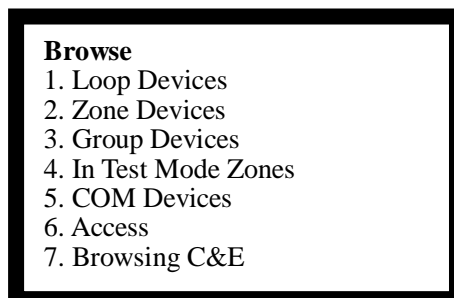 Browse
1. Loop Devices
2. Zone Devices
3. Group Devices
4. In Test Mode Zones
5. COM Devices
6. Access
7. Browsing C&E